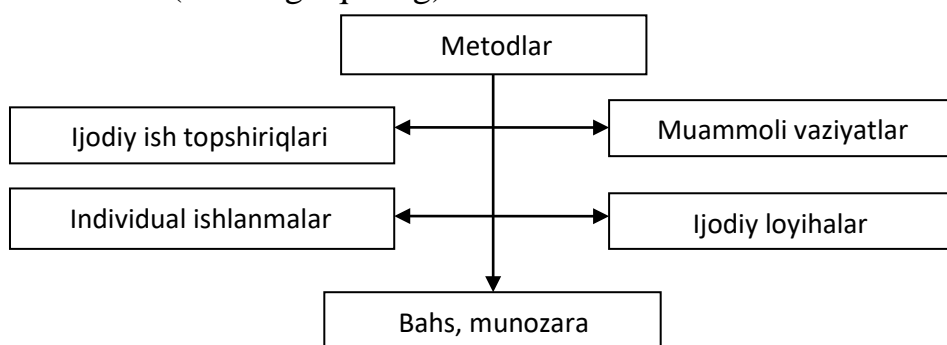 Metodlar
Ijodiy ish topshiriqlari
Muammoli vaziyatlar
Individual ishlanmalar
Ijodiy loyihalar
Bahs, munozara